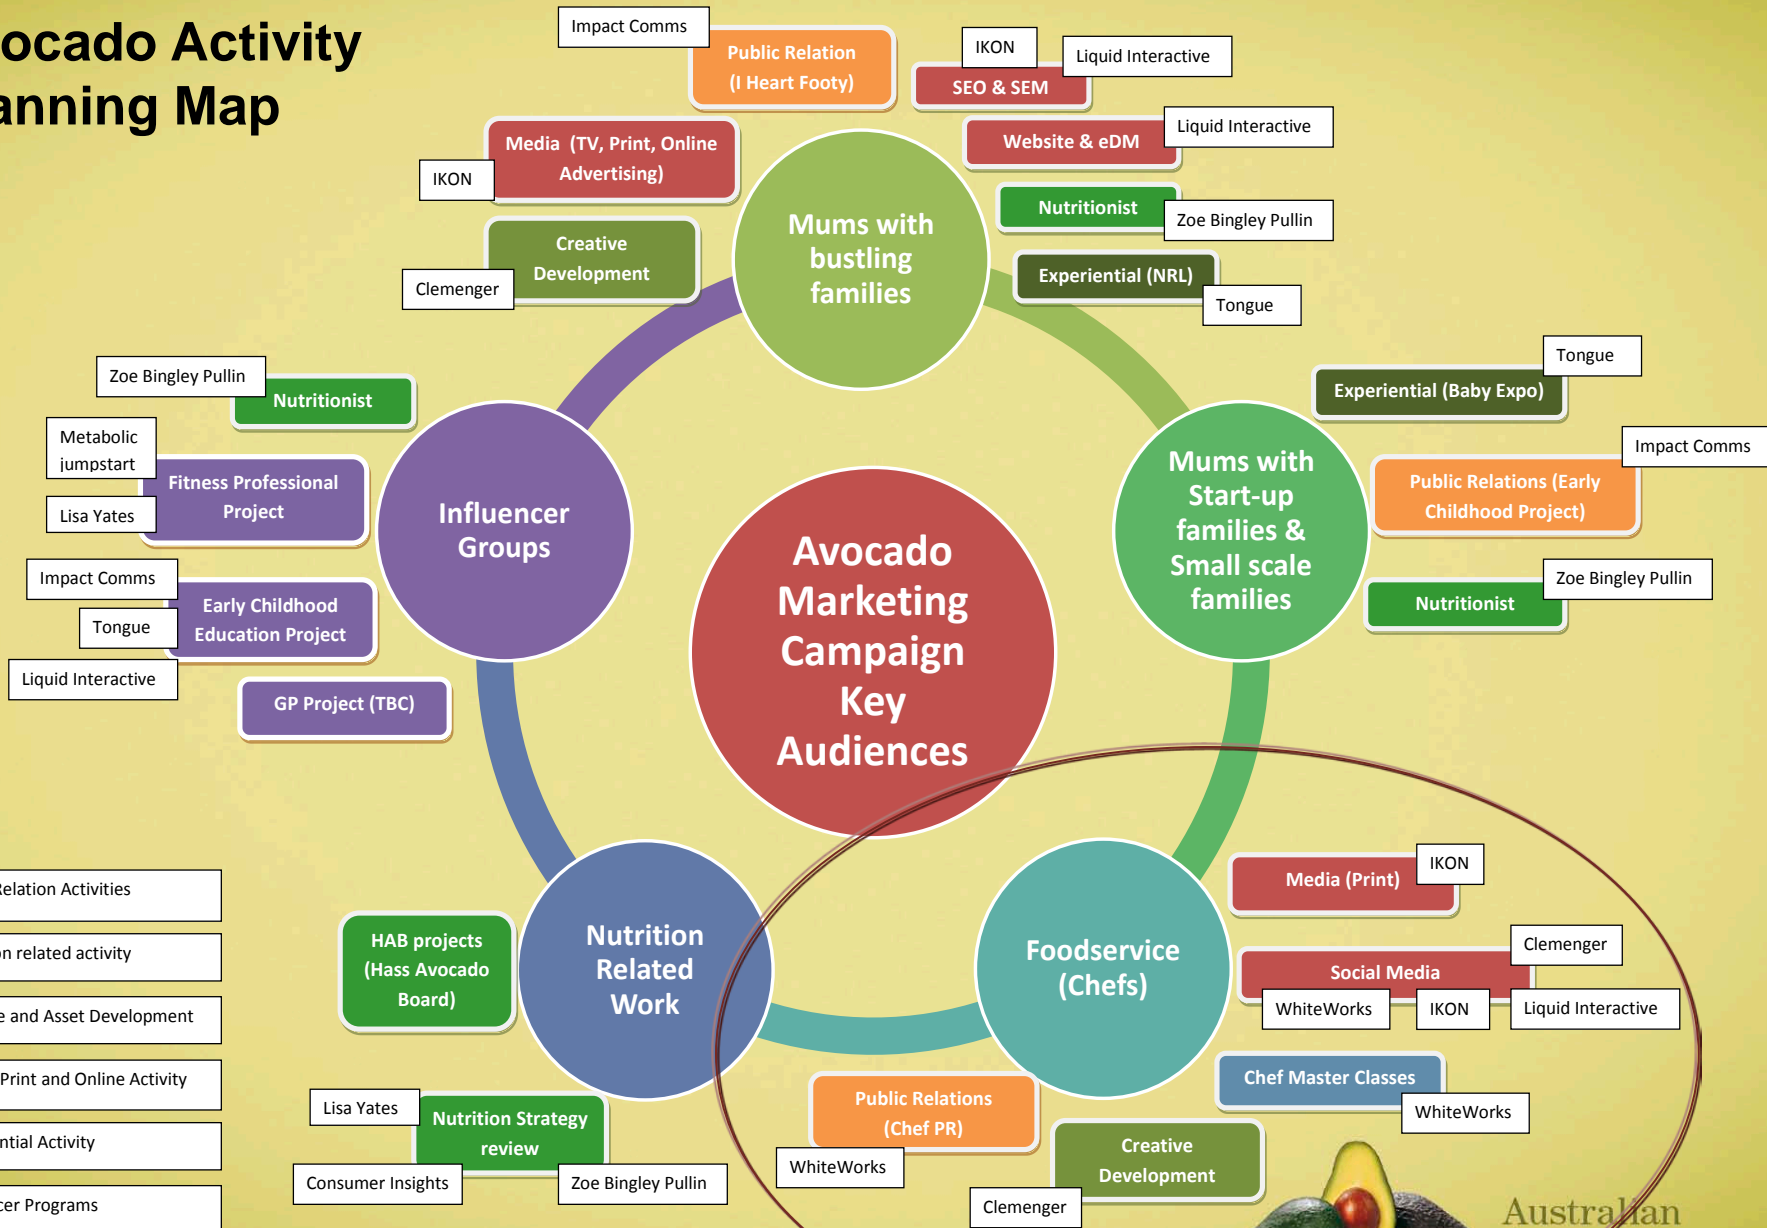 ocado Activity
anning Map
Impact Comms
Public Relation
(I Heart Footy)
IKON
Liquid Interactive
SEO & SEM
Media (TV, Print, Online
Advertising)
IKON
Website & eDM
Liquid Interactive
Nutritionist
Zoe Bingley Pullin
Creative
Development
Clemenger
Experiential (NRL)
Tongue
Mums with
bustling
families
Zoe Bingley Pullin
Nutritionist
Metabolic
jumpstart
Fitness Professional
Project
Lisa Yates
Impact Comms
Early Childhood
Education Project
Tongue
Liquid Interactive
GP Project (TBC)
Influencer
Groups
Tongue
Experiential (Baby Expo)
Impact Comms
Public Relations (Early
Childhood Project)
Zoe Bingley Pullin
Nutritionist
Mums with
Start-up
families &
Small scale
families
Avocado
Marketing
Campaign
Key
Audiences
Relation Activities
on related activity
e and Asset Development
Print and Online Activity
ntial Activity
cer Programs
HAB projects
(Hass Avocado
Board)
Nutrition
Related
Work
Lisa Yates
Nutrition Strategy
review
Consumer Insights
Zoe Bingley Pullin
Foodservice
(Chefs)
Media (Print)
IKON
Clemenger
Social Media
WhiteWorks
IKON
Liquid Interactive
Chef Master Classes
WhiteWorks
Public Relations
(Chef PR)
WhiteWorks
Creative
Development
Clemenger
Australian